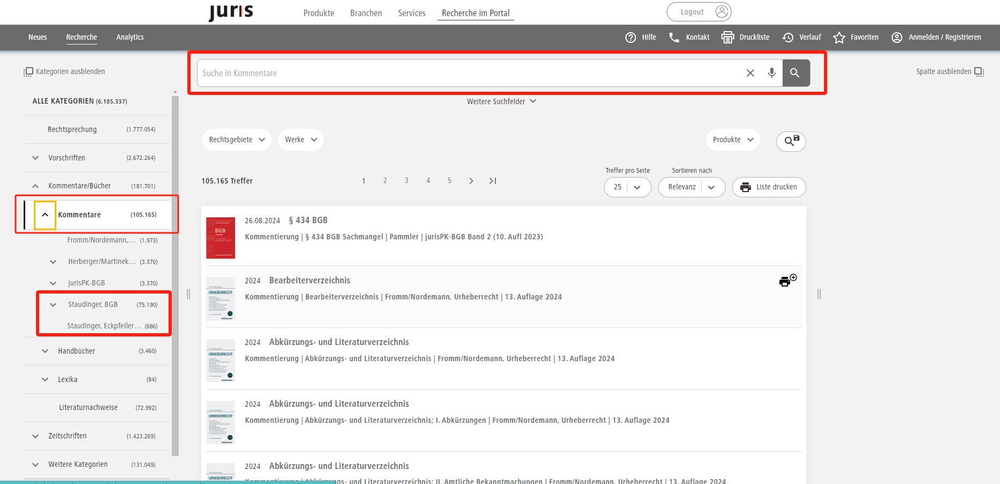 juris
Produkte
Branchen
Services
Recherche im Portal
Logout
Neues
Recherche
Analytics
Hilfe
Kontakt
Druckliste
Verlauf
Favoriten
Anmelden / Registrieren
Kategorien ausblenden
Suche in Kommentare
Spalte ausblenden
Weitere Suchfelder
ALLE KATEGORIEN (6.185.337)
Rechtsprechung (1.777.054)
Vorschriften (2.672.264)
Kommentare/Bücher (181.701)
Kommentare (105.165)
Fromm/Nordemann,... (1.973)
Herberger/Martinek... (3.370)
jurisPK-BGB (3.370)
Staudinger, BGB (75.190)
Staudinger, Eckpfeiler... (686)
Handbücher (3.460)
Lexika (84)
Literaturnachweise (72.992)
Zeitschriften (1.423.269)
Weitere Kategorien (131.049)
Rechtsgebiete
Werke
Produkte
105.165 Treffer
1 2 3 4 5
Treffer pro Seite
25
Sortieren nach
Relevanz
Liste drucken
BGB
26.08.2024 § 434 BGB
Kommentierung | § 434 BGB Sachmangel | Pammler | jurisPK-BGB Band 2 (10. Aufl 2023)
URHEBERRECHT
2024 Bearbeiterverzeichnis
Kommentierung | Bearbeiterverzeichnis | Fromm/Nordemann, Urheberrecht | 13. Auflage 2024
URHEBERRECHT
2024 Abkürzungs- und Literaturverzeichnis
Kommentierung | Abkürzungs- und Literaturverzeichnis | Fromm/Nordemann, Urheberrecht | 13. Auflage 2024
URHEBERRECHT
2024 Abkürzungs- und Literaturverzeichnis
Kommentierung | Abkürzungs- und Literaturverzeichnis; I. Abkürzungen | Fromm/Nordemann, Urheberrecht | 13. Auflage 2024
URHEBERRECHT
2024 Abkürzungs- und Literaturverzeichnis
Kommentierung | Abkürzungs- und Literaturverzeichnis; II. Amtliche Bekanntmachungen | Fromm/Nordemann, Urheberrecht | 13. Auflage 2024